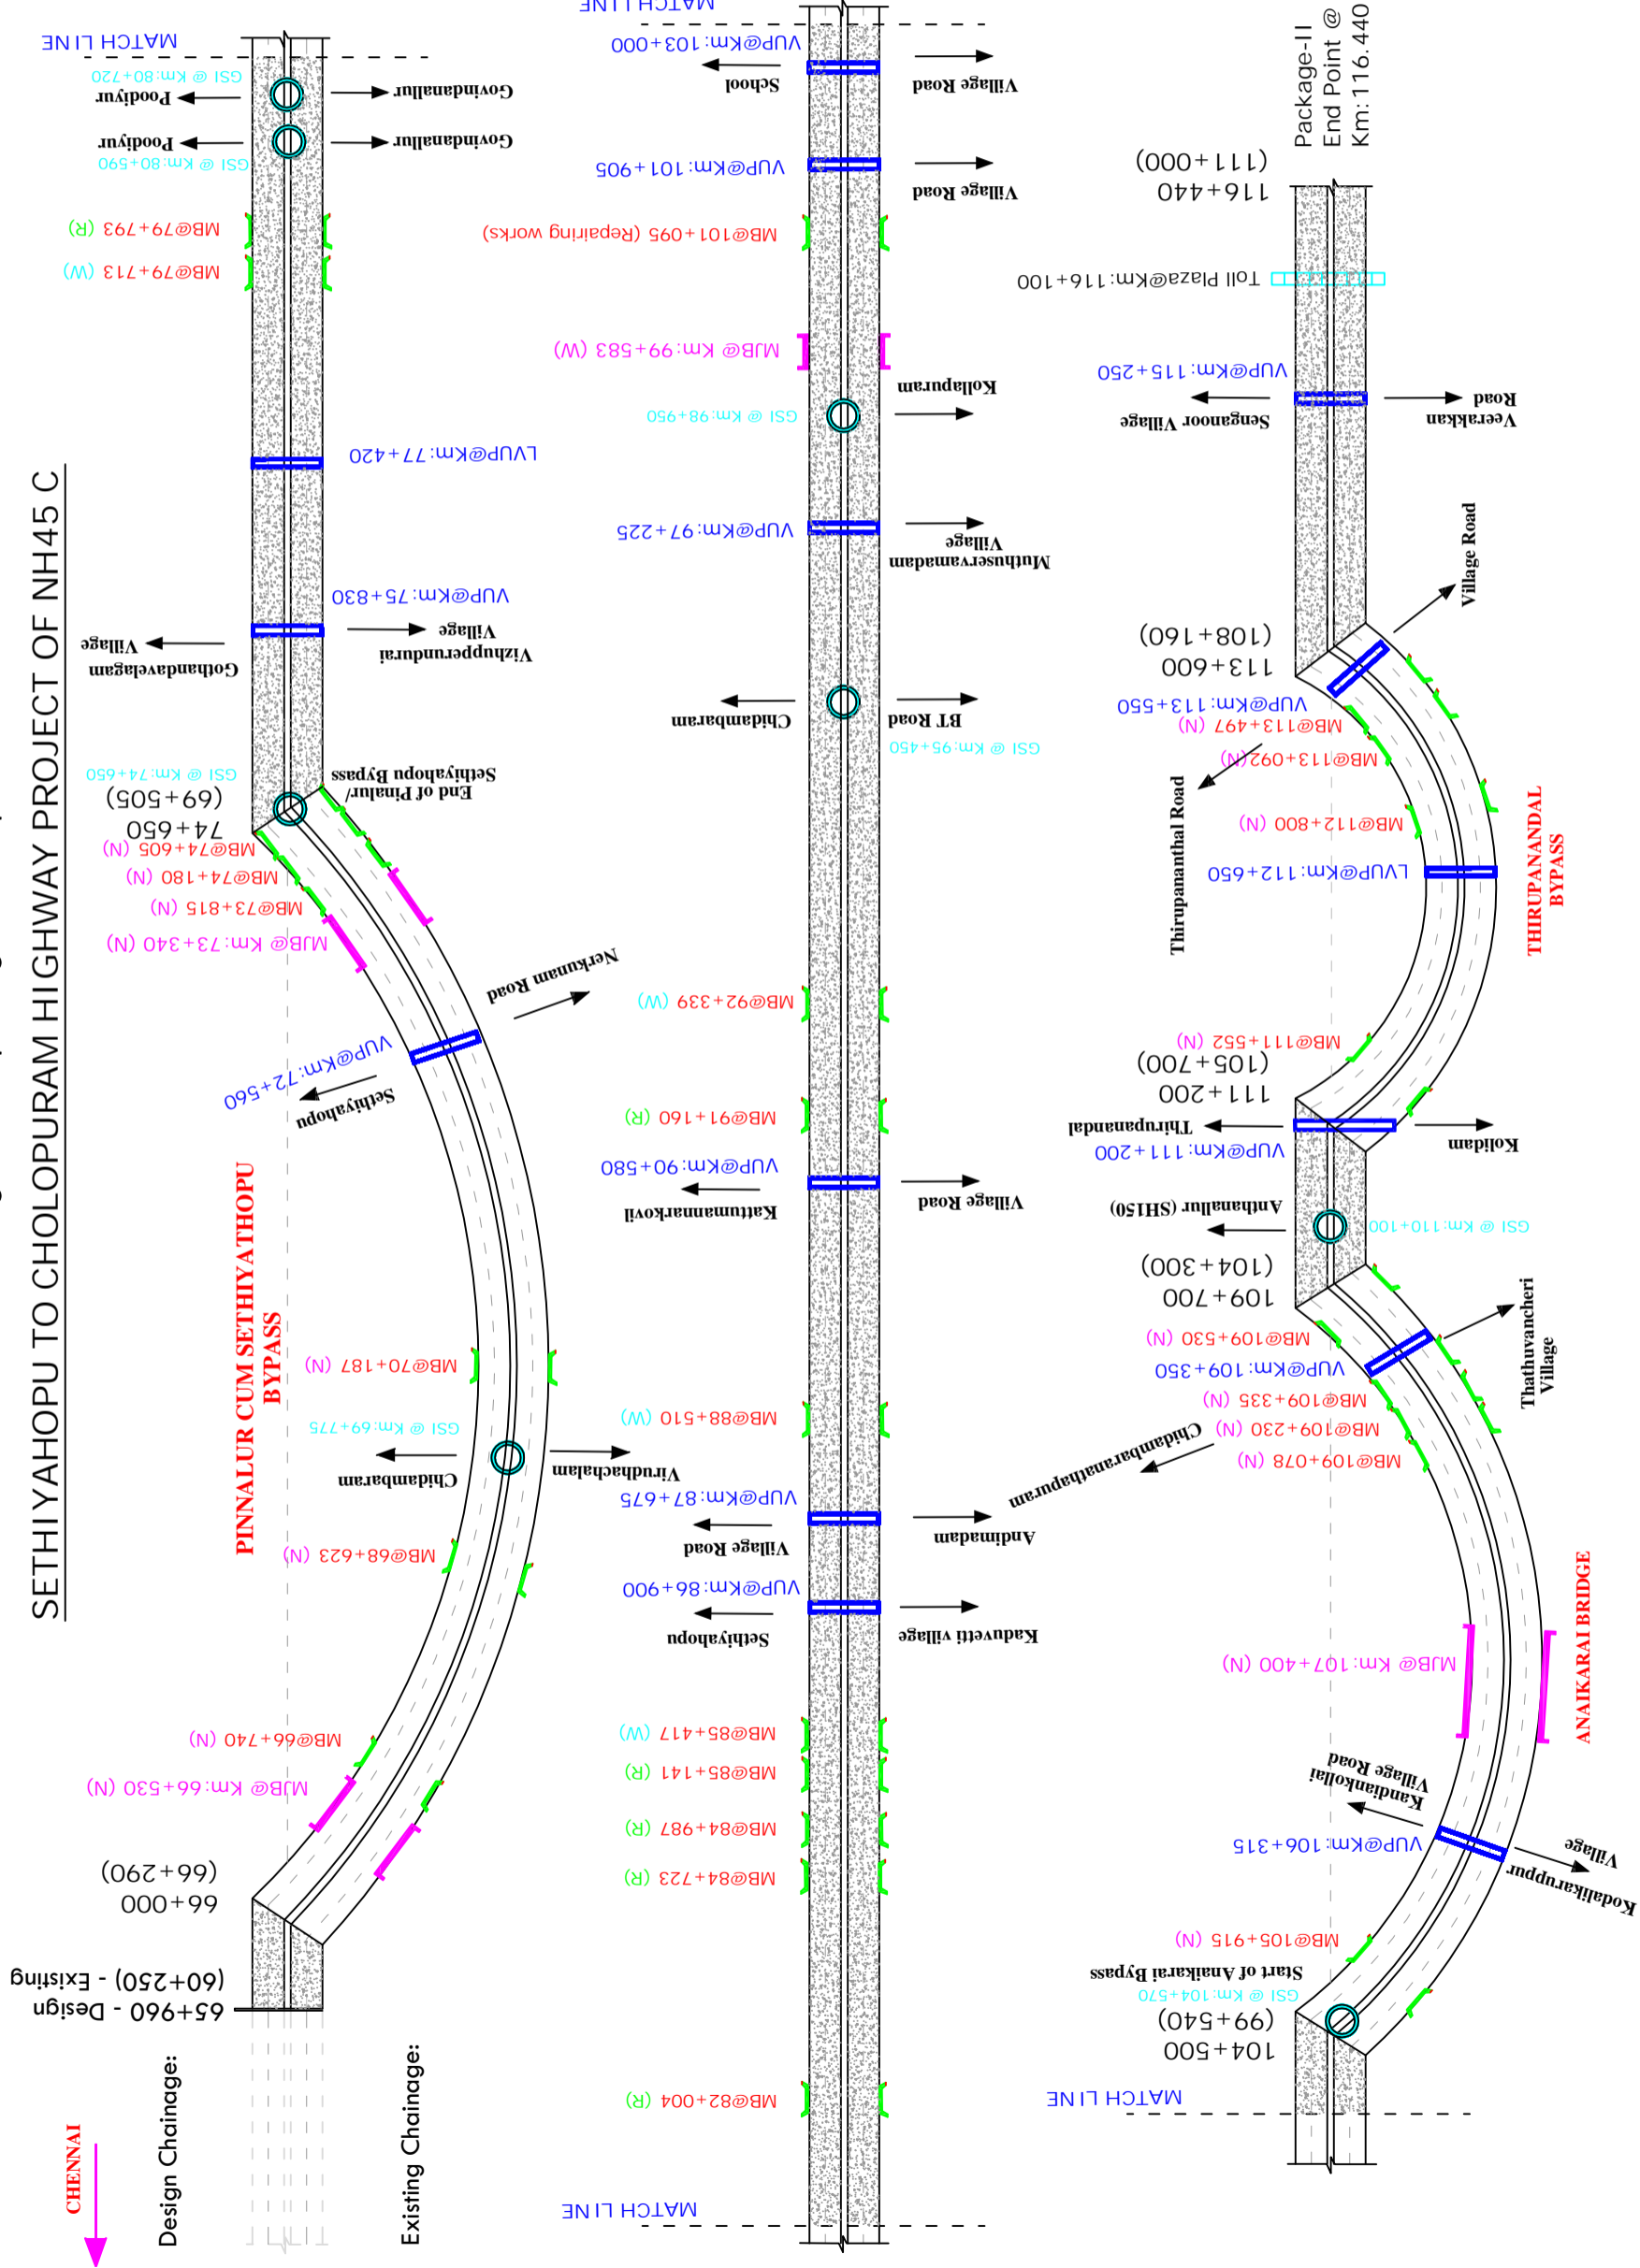 SETHIYAHOPU TO CHOLOPURAM HIGHWAY PROJECT OF NH45 C
CHENNAI
Design Chainage:
Existing Chainage:
65+960 - Design
(60+250) - Existing
66+000
(66+290)
MJB@ Km:66+530 (N)
MB@66+740 (N)
MB@68+623 (N)
Chidambaram
Virudhachalam
GSI @ Km:69+775
MB@70+187 (N)
PINNALUR CUM SETHIYATHOPU
BYPASS
Sethiyahopu
VUP@Km:72+560
Nerkunam Road
MJB@ Km:73+340 (N)
MB@73+815 (N)
MB@74+180 (N)
MB@74+605 (N)
74+650
(69+505)
GSI @ Km:74+650
End of Pinalur/
Sethiyahopu Bypass
Gothandavelagam
Village
Vizhupperundurai
Village
VUP@Km:75+830
LVUP@Km:77+420
MB@79+713 (W)
MB@79+793 (R)
GSI @ Km:80+590
Poodiyur
Govindanallur
Poodiyur
Govindanallur
GSI @ Km:80+720
MATCH LINE
MATCH LINE
MB@82+004 (R)
MB@84+723 (R)
MB@84+987 (R)
MB@85+141 (R)
MB@85+417 (W)
Sethiyahopu
Kaduvetti village
VUP@Km:86+900
Village Road
Andimadam
VUP@Km:87+675
MB@88+510 (W)
Kattumannarkovil
Village Road
VUP@Km:90+580
MB@91+160 (R)
MB@92+339 (W)
GSI @ Km:95+450
Chidambaram
BT Road
Muthuservamadam
Village
VUP@Km:97+225
GSI @ Km:98+950
Kollapuram
MJB@ Km:99+583 (W)
MB@101+095 (Repairing works)
Village Road
VUP@Km:101+905
School
Village Road
VUP@Km:103+000
MATCH LINE
MATCH LINE
104+500
(99+540)
GSI @ Km:104+570
Start of Anaikarai Bypass
MB@105+915 (N)
Kodalikaruppur
Village
VUP@Km:106+315
Kandiankollai
Village Road
MJB@ Km:107+400 (N)
ANAIKARAI BRIDGE
Chidambaranathapuram
MB@109+078 (N)
MB@109+230 (N)
MB@109+335 (N)
VUP@Km:109+350
MB@109+530 (N)
Thathuvancheri
Village
109+700
(104+300)
Anthanallur (SH150)
GSI @ Km:110+100
VUP@Km:111+200
Thirupanandal
Kolidam
111+200
(105+700)
MB@111+552 (N)
LVUP@Km:112+650
THIRUPANANDAL
BYPASS
MB@112+800 (N)
Thirupananthal Road
MB@113+092(N)
MB@113+497 (N)
VUP@Km:113+550
113+600
(108+160)
Village Road
Senganoor Village
Veerakkan
Road
VUP@Km:115+250
Toll Plaza@Km:116+100
116+440
(111+000)
Package-II
End Point @
Km:116.440